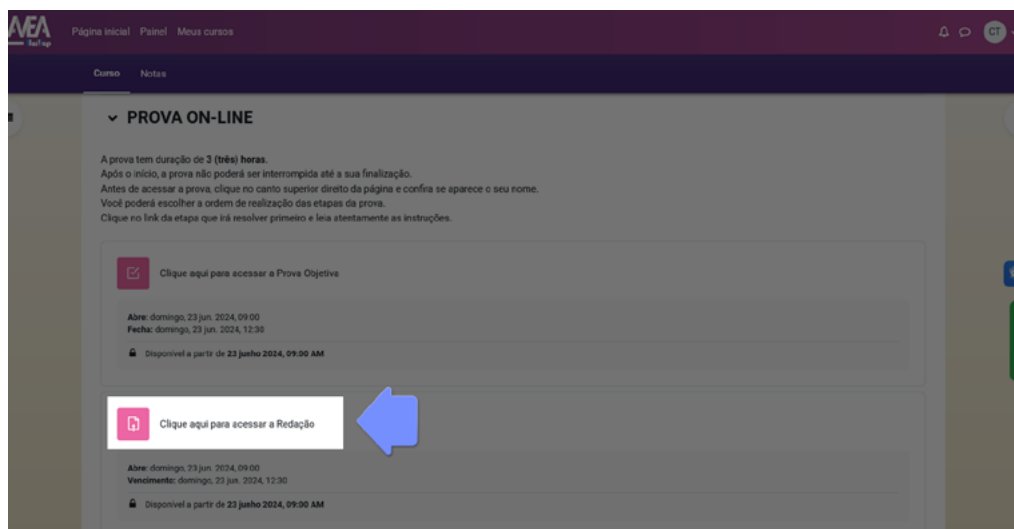 AVEA
Página inicial Painel Meus cursos
CT
Curso Notas
PROVA ON-LINE
A prova tem duração de 3 (três) horas.
Após o início, a prova não poderá ser interrompida até a sua finalização.
Antes de acessar a prova, clique no canto superior direito da página e confira se aparece o seu nome.
Você poderá escolher a ordem de realização das etapas da prova.
Clique no link da etapa que irá resolver primeiro e leia atentamente as instruções.
Clique aqui para acessar a Prova Objetiva
Abre: domingo, 23 jun. 2024, 09:00
Fecha: domingo, 23 jun. 2024, 12:30
Disponível a partir de 23 junho 2024, 09:00 AM
Clique aqui para acessar a Redação
Abre: domingo, 23 jun. 2024, 09:00
Vencimento: domingo, 23 jun. 2024, 12:30
Disponível a partir de 23 junho 2024, 09:00 AM